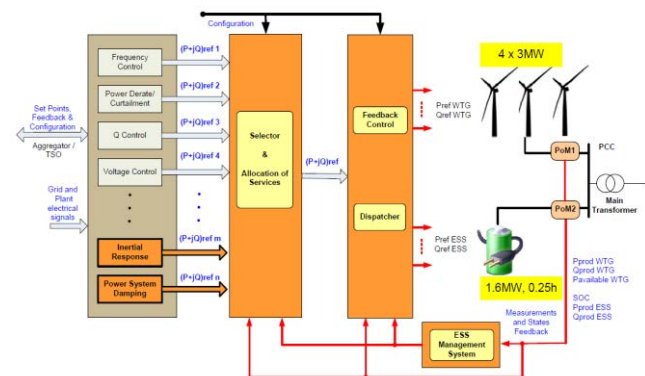 Configuration
Frequency
Control
(P+jQ)ref 1
Power Derate/
Curtailment
(P+jQ)ref 2
Set Points,
Feedback &
Configuration
Aggregator /
TSO
Q Control
(P+jQ)ref 3
Voltage Control
(P+jQ)ref 4
Grid and
Plant
electrical
signals
Inertial
Response
(P+jQ)ref m
Power System
Damping
(P+jQ)ref n
Selector
&
Allocation of
Services
(P+jQ)ref
Feedback
Control
Dispatcher
Pref WTG
Qref WTG
Pref ESS
Qref ESS
4 x 3MW
PoM1
PCC
PoM2
Main
Transformer
1.6MW, 0.25h
Pprod WTG
Qprod WTG
Pavailable WTG
SOC
Pprod ESS
Qprod ESS
Measurements
and States
Feedback
ESS
Management
System